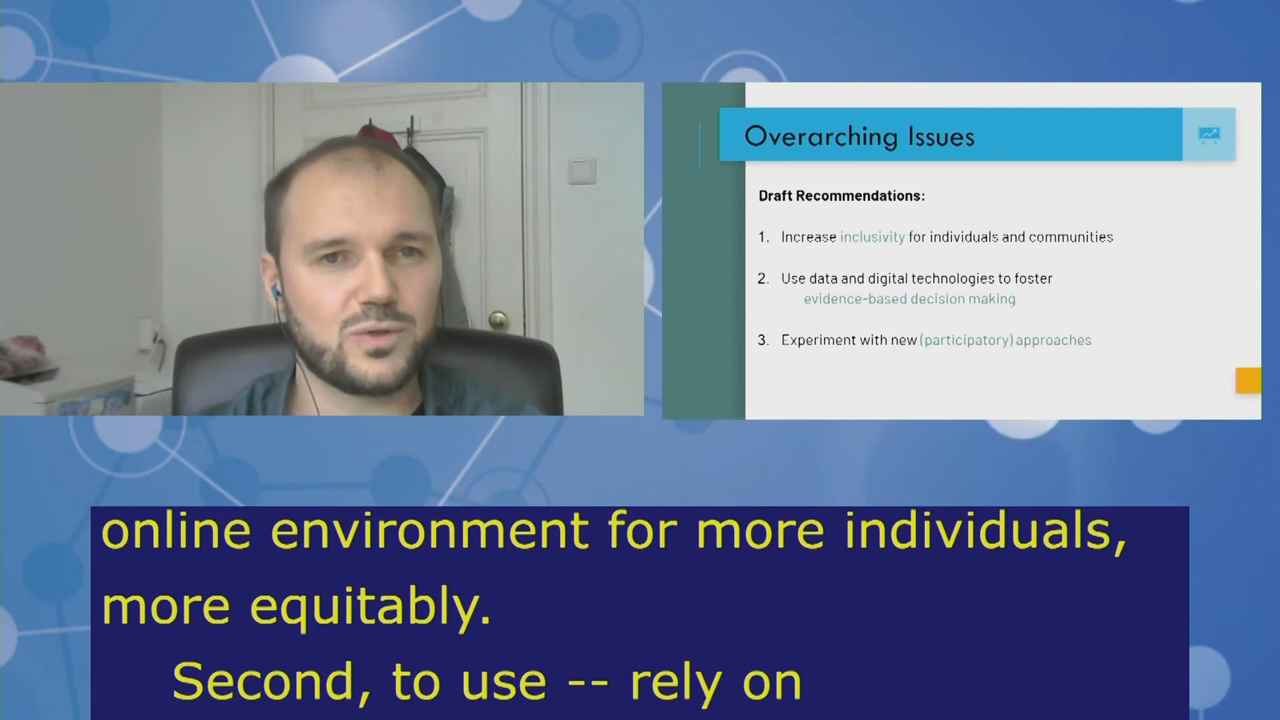 Overarching Issues
Draft Recommendations:
1. Increase inclusivity for individuals and communities
2. Use data and digital technologies to foster
evidence-based decision making
3. Experiment with new (participatory) approaches
online environment for more individuals,
more equitably.
Second, to use -- rely on